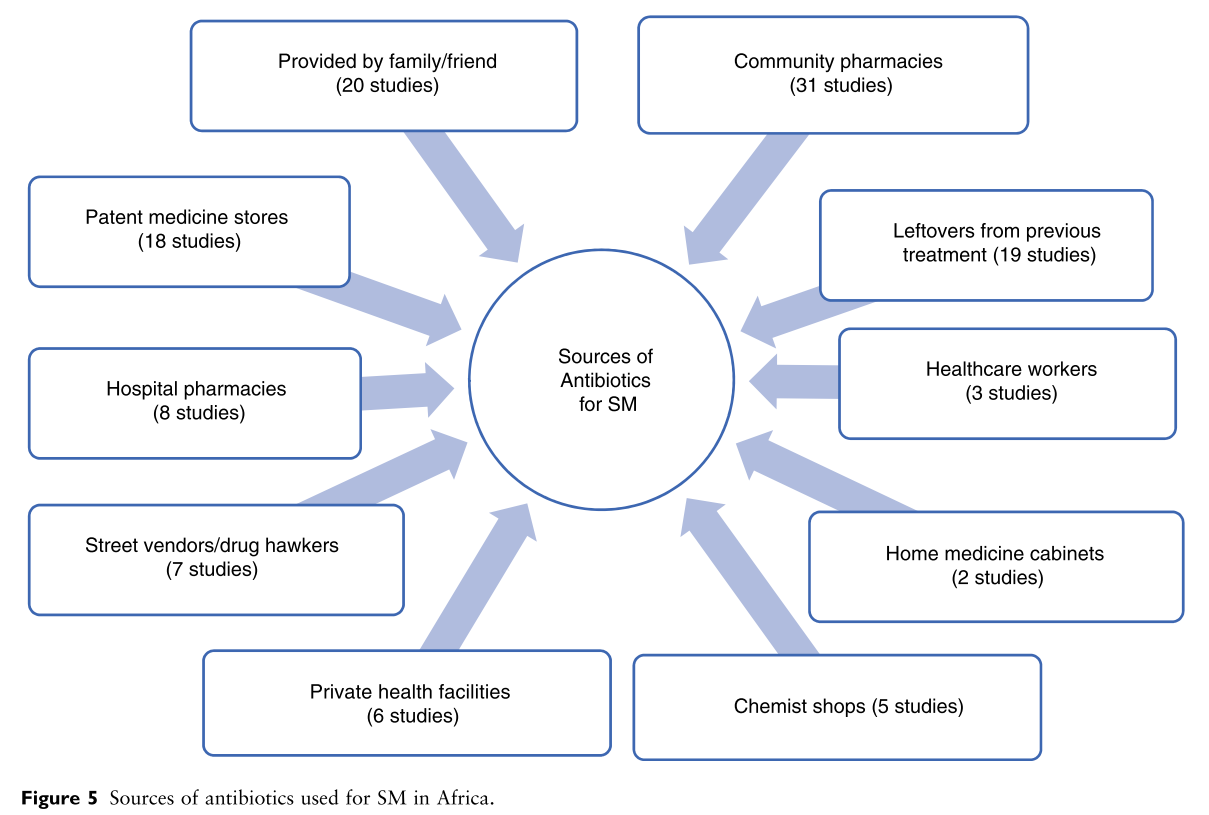 Provided by family/friend
(20 studies)
Community pharmacies
(31 studies)
Patent medicine stores
(18 studies)
Leftovers from previous
treatment (19 studies)
Sources of
Antibiotics
for SM
Hospital pharmacies
(8 studies)
Healthcare workers
(3 studies)
Street vendors/drug hawkers
(7 studies)
Home medicine cabinets
(2 studies)
Private health facilities
(6 studies)
Chemist shops (5 studies)
Figure 5 Sources of antibiotics used for SM in Africa.